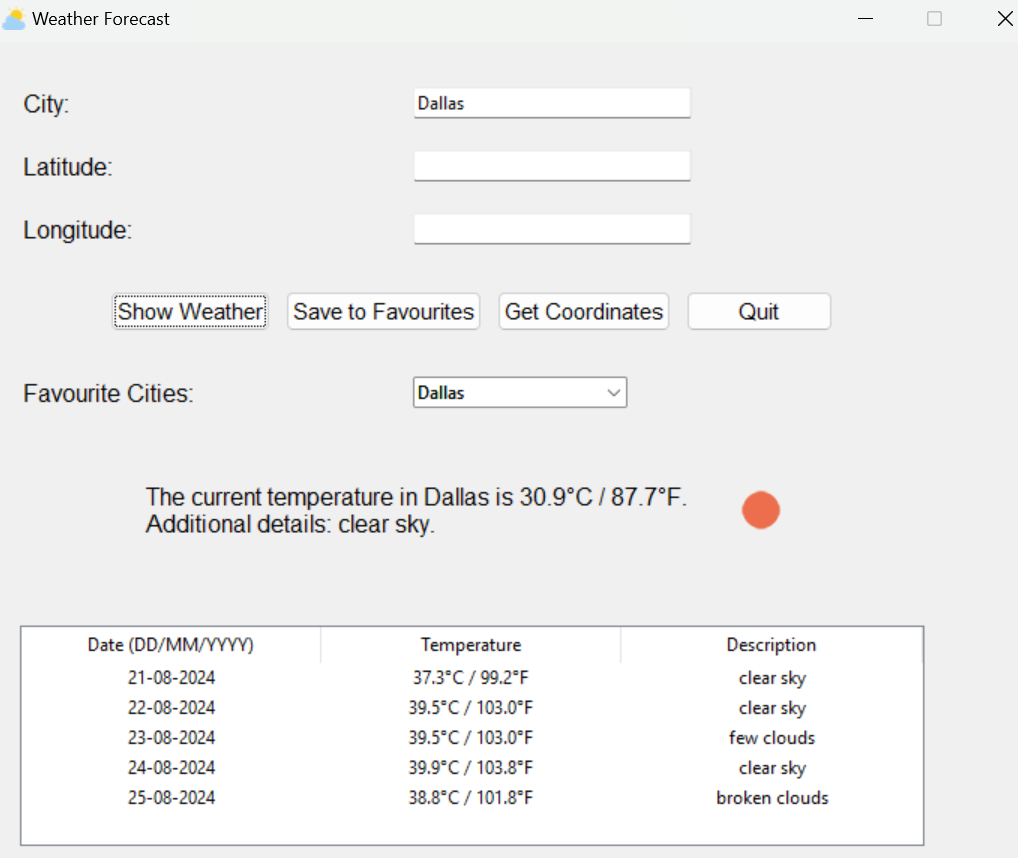 Weather Forecast
City: Dallas
Latitude:
Longitude:
Show Weather Save to Favourites Get Coordinates Quit
Favourite Cities: Dallas
The current temperature in Dallas is 30.9°C / 87.7°F.
Additional details: clear sky.
Date (DD/MM/YYYY) Temperature Description
21-08-2024 37.3°C / 99.2°F clear sky
22-08-2024 39.5°C / 103.0°F clear sky
23-08-2024 39.5°C / 103.0°F few clouds
24-08-2024 39.9°C / 103.8°F clear sky
25-08-2024 38.8°C / 101.8°F broken clouds